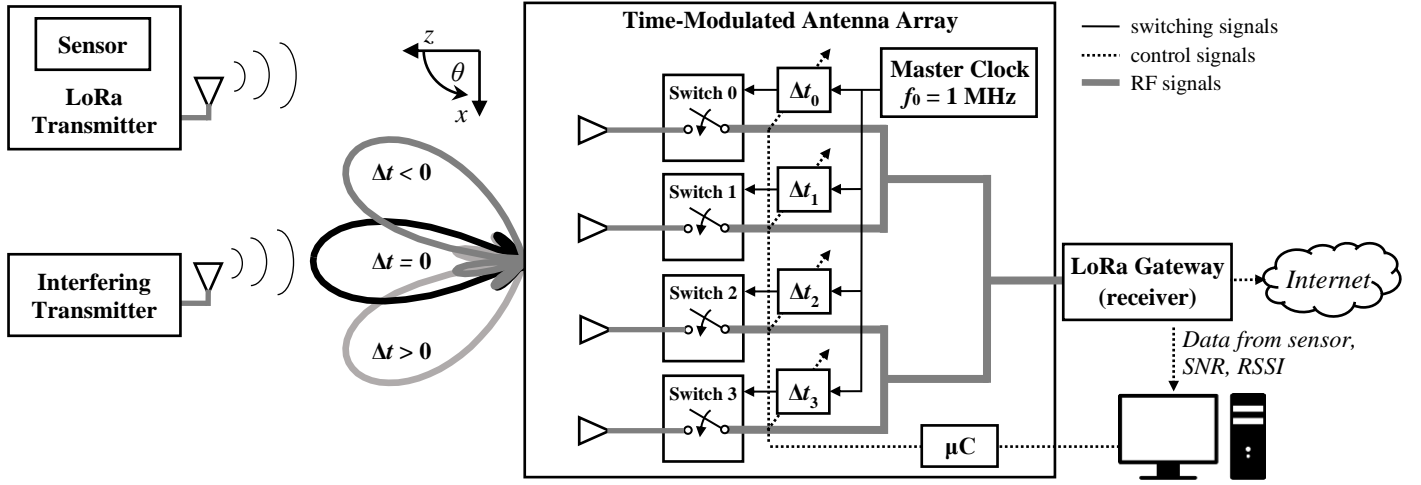 Sensor
LoRa
Transmitter
Interfering
Transmitter
z
θ
x
Δt < 0
Δt = 0
Δt > 0
Time-Modulated Antenna Array
Switch 0
Δt₀
Master Clock
f₀ = 1 MHz
Switch 1
Δt₁
Switch 2
Δt₂
Switch 3
Δt₃
μC
switching signals
control signals
RF signals
LoRa Gateway
(receiver)
Internet
Data from sensor,
SNR, RSSI